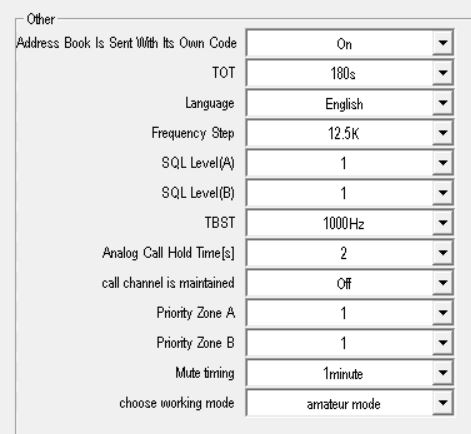 Other
Address Book Is Sent With Its Own Code On
TOT 180s
Language English
Frequency Step 12.5K
SQL Level(A) 1
SQL Level(B) 1
TBST 1000Hz
Analog Call Hold Time[s] 2
call channel is maintained Off
Priority Zone A 1
Priority Zone B 1
Mute timing 1minute
choose working mode amateur mode